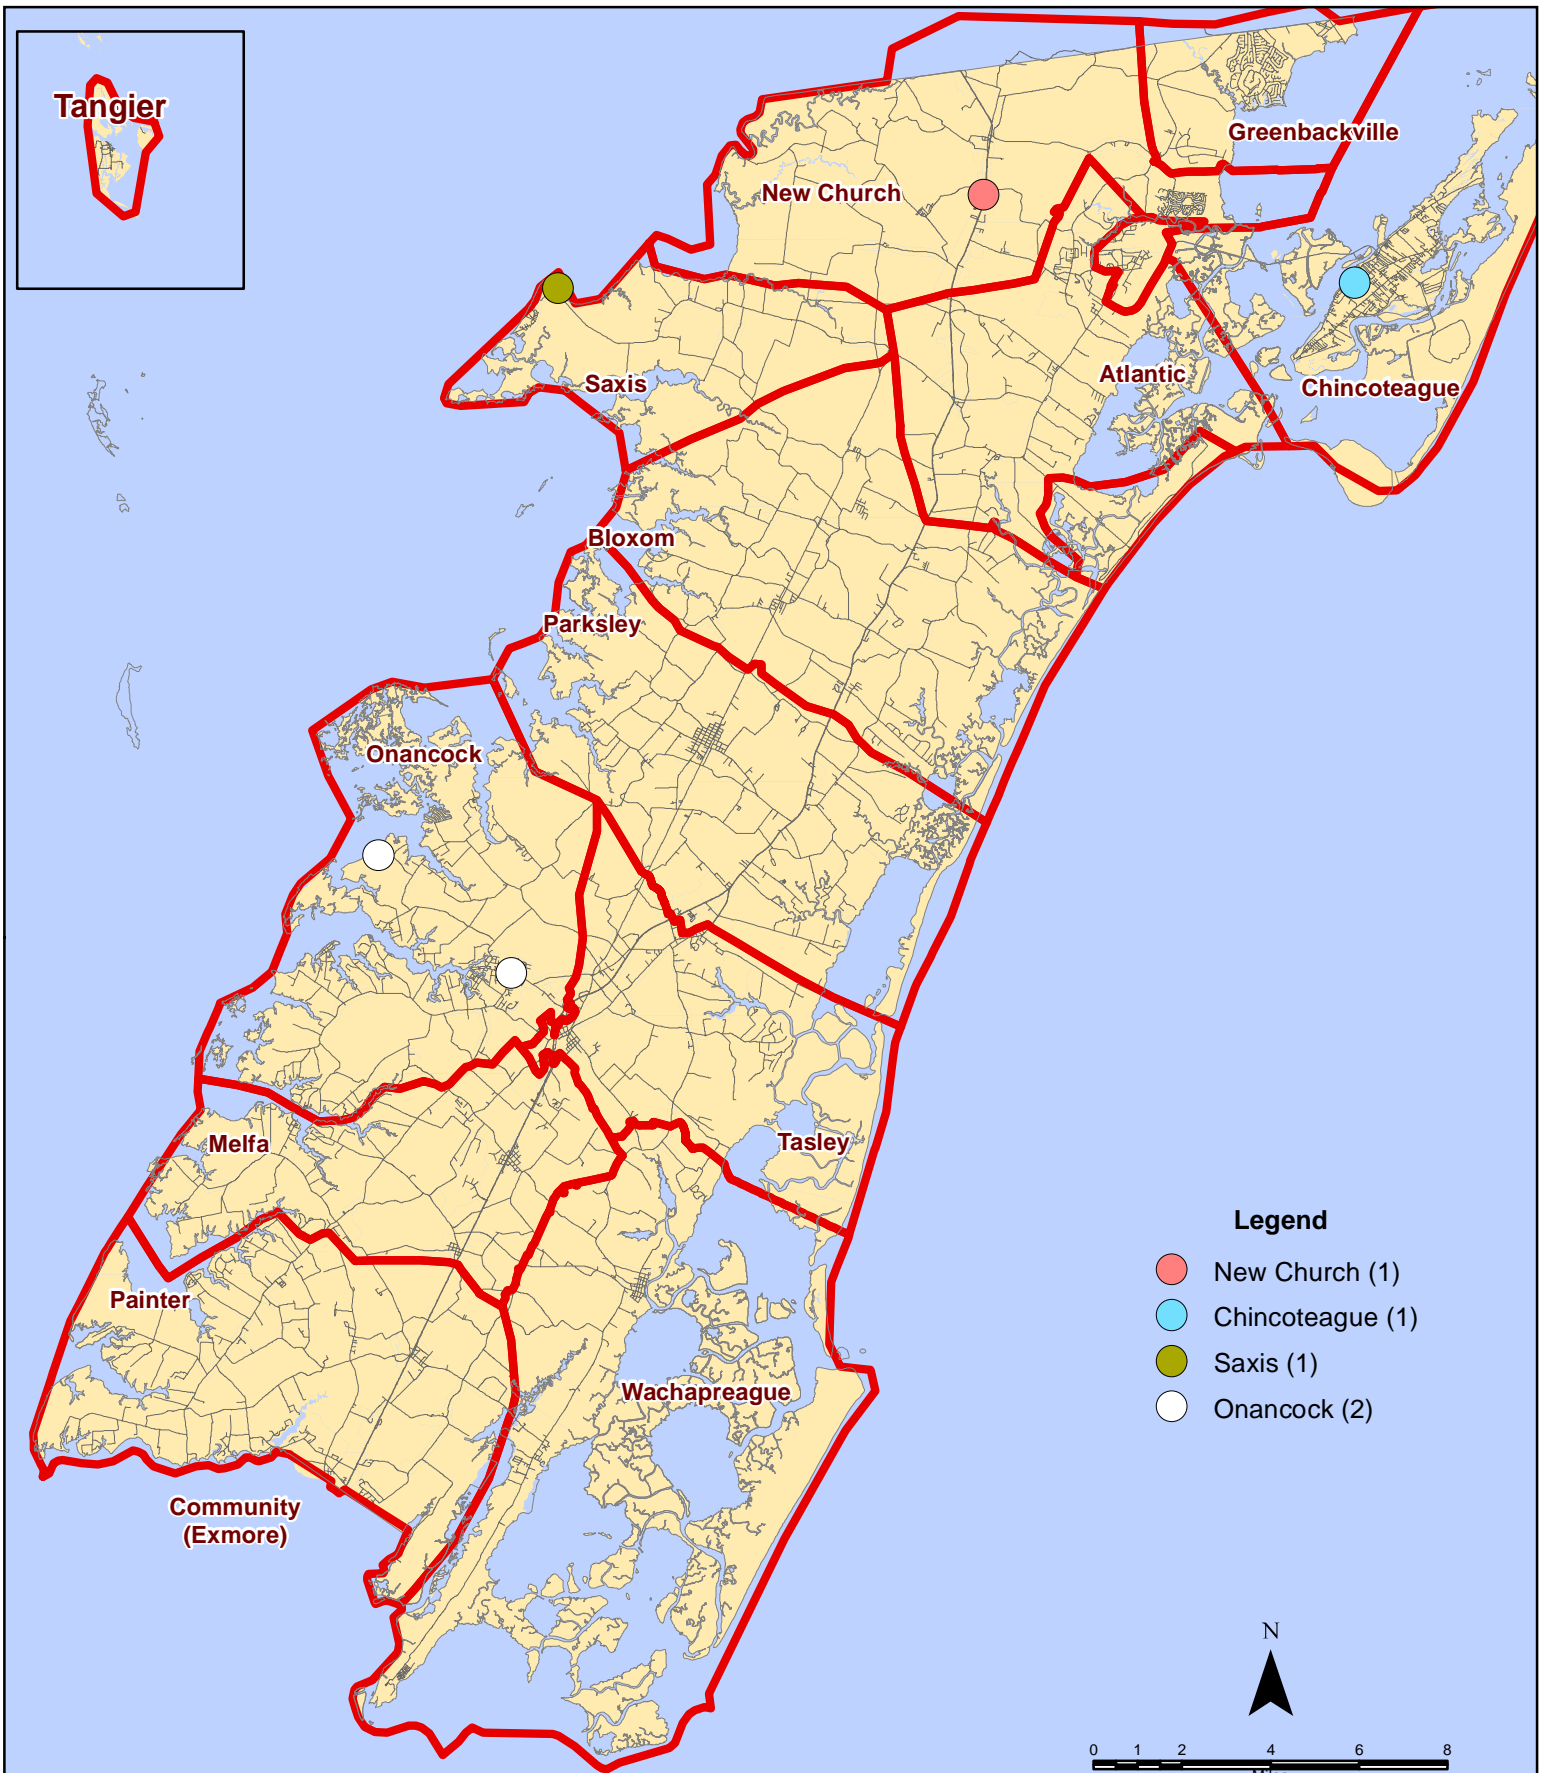 Tangier
Greenbackville
New Church
Saxis
Atlantic
Chincoteague
Bloxom
Parksley
Onancock
Melfa
Tasley
Painter
Wachapreague
Community
(Exmore)
Legend
New Church (1)
Chincoteague (1)
Saxis (1)
Onancock (2)
N
0 1 2 4 6 8